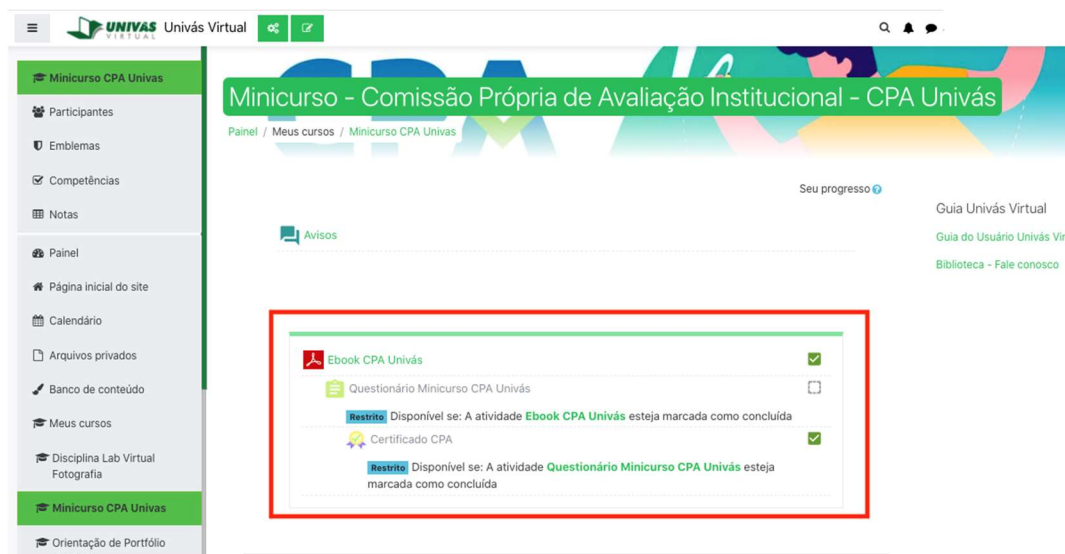 UNIVÁS
VIRTUAL
Univás Virtual
Minicurso CPA Univas
Participantes
Emblemas
Competências
Notas
Painel
Página inicial do site
Calendário
Arquivos privados
Banco de conteúdo
Meus cursos
Disciplina Lab Virtual
Fotografia
Minicurso CPA Univas
Orientação de Portfólio
CPA
Minicurso - Comissão Própria de Avaliação Institucional - CPA Univás
Painel / Meus cursos / Minicurso CPA Univas
Seu progresso
Avisos
Ebook CPA Univás
Questionário Minicurso CPA Univás
Restrito Disponível se: A atividade Ebook CPA Univás esteja marcada como concluída
Certificado CPA
Restrito Disponível se: A atividade Questionário Minicurso CPA Univás esteja
marcada como concluída
Guia Univás Virtual
Guia do Usuário Univás Vir
Biblioteca - Fale conosco